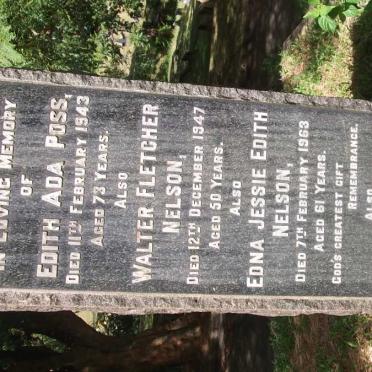 IN LOVING MEMORY
OF
EDITH ADA POSS,
DIED 11TH FEBRUARY 1943
AGED 73 YEARS.
ALSO
WALTER FLETCHER
NELSON,
DIED 12TH DECEMBER 1947
AGED 50 YEARS.
ALSO
EDNA JESSIE EDITH
NELSON,
DIED 7TH FEBRUARY 1963
AGED 61 YEARS.
GOD'S GREATEST GIFT
REMEMBRANCE.
ALSO